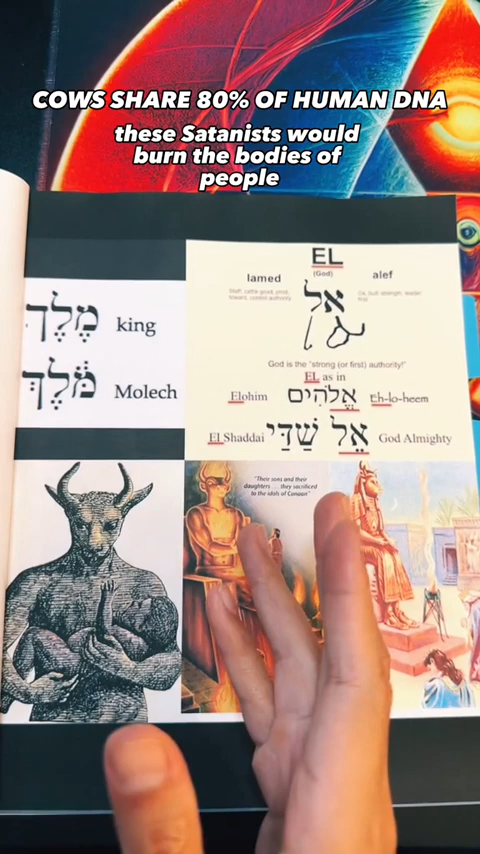 COWS SHARE 80% OF HUMAN DNA
these Satanists would
burn the bodies of
people
מֶלֶךְ king
מֹּלֶךְ Molech
EL
(God)
lamed
alef
אל
God is the "strong (or first) authority!"
EL as in
Elohim אֱלֹהִים Eh-lo-heem
El Shaddai אֵל שַׁדַּי God Almighty
"Their sons and their
daughters . . . they sacrificed
to the idols of Canaan"